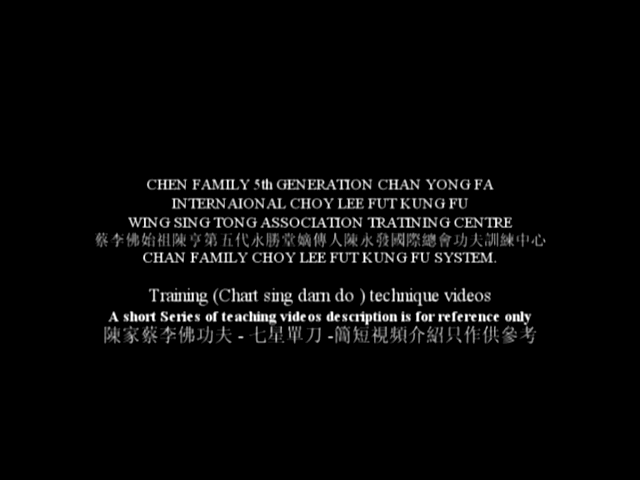 CHEN FAMILY 5th GENERATION CHAN YONG FA
INTERNAIONAL CHOY LEE FUT KUNG FU
WING SING TONG ASSOCIATION TRATINING CENTRE
蔡李佛始祖陳亨第五代永勝堂嫡傳人陳永發國際總會功夫訓練中心
CHAN FAMILY CHOY LEE FUT KUNG FU SYSTEM.
Training (Chart sing darn do ) technique videos
A short Series of teaching videos description is for reference only
陳家蔡李佛功夫 - 七星單刀 -簡短視頻介紹只作供參考